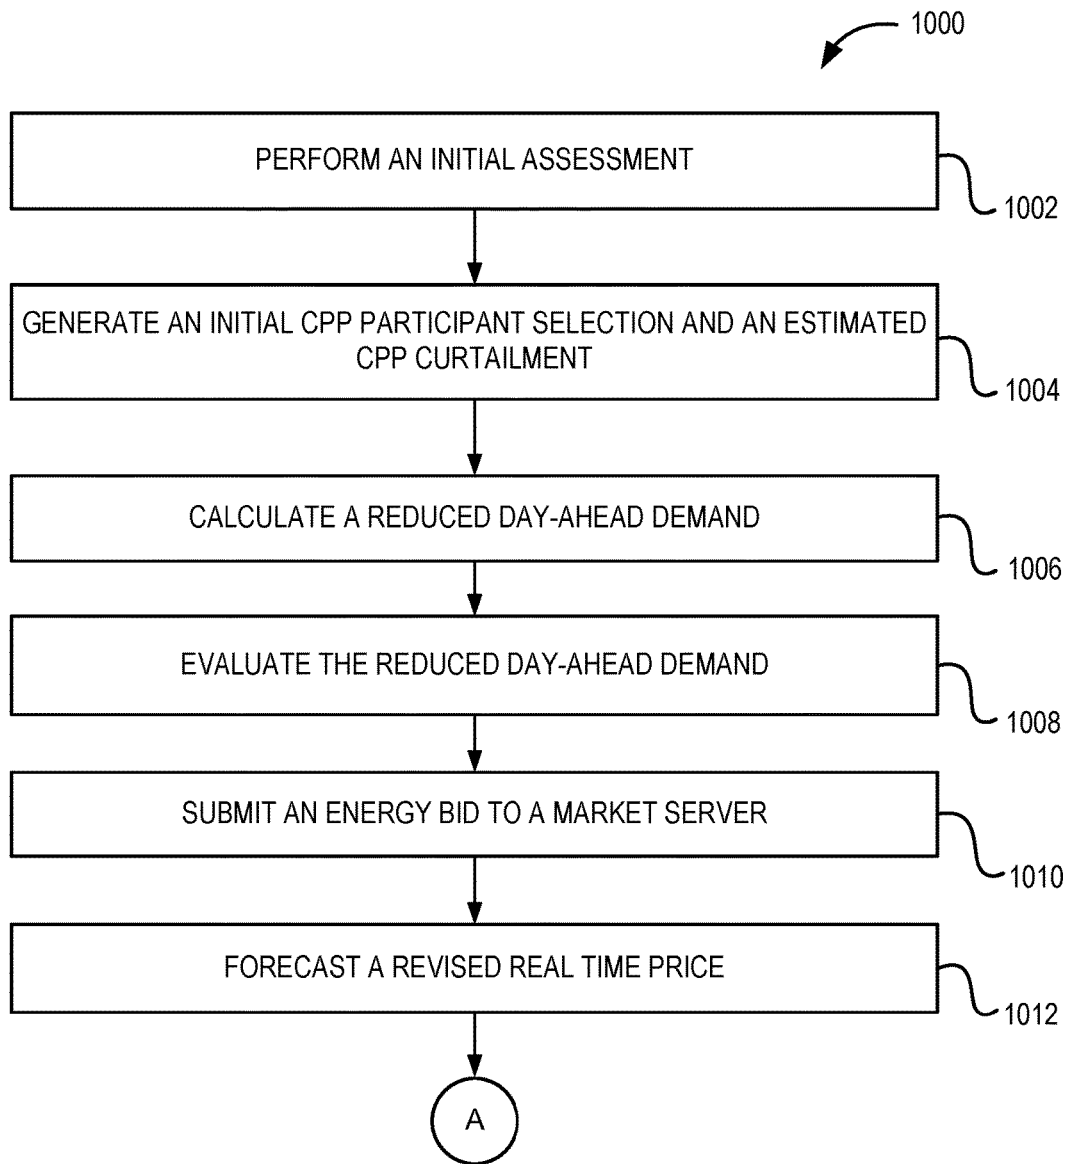 1000
PERFORM AN INITIAL ASSESSMENT
1002
GENERATE AN INITIAL CPP PARTICIPANT SELECTION AND AN ESTIMATED
CPP CURTAILMENT
1004
CALCULATE A REDUCED DAY-AHEAD DEMAND
1006
EVALUATE THE REDUCED DAY-AHEAD DEMAND
1008
SUBMIT AN ENERGY BID TO A MARKET SERVER
1010
FORECAST A REVISED REAL TIME PRICE
1012
A